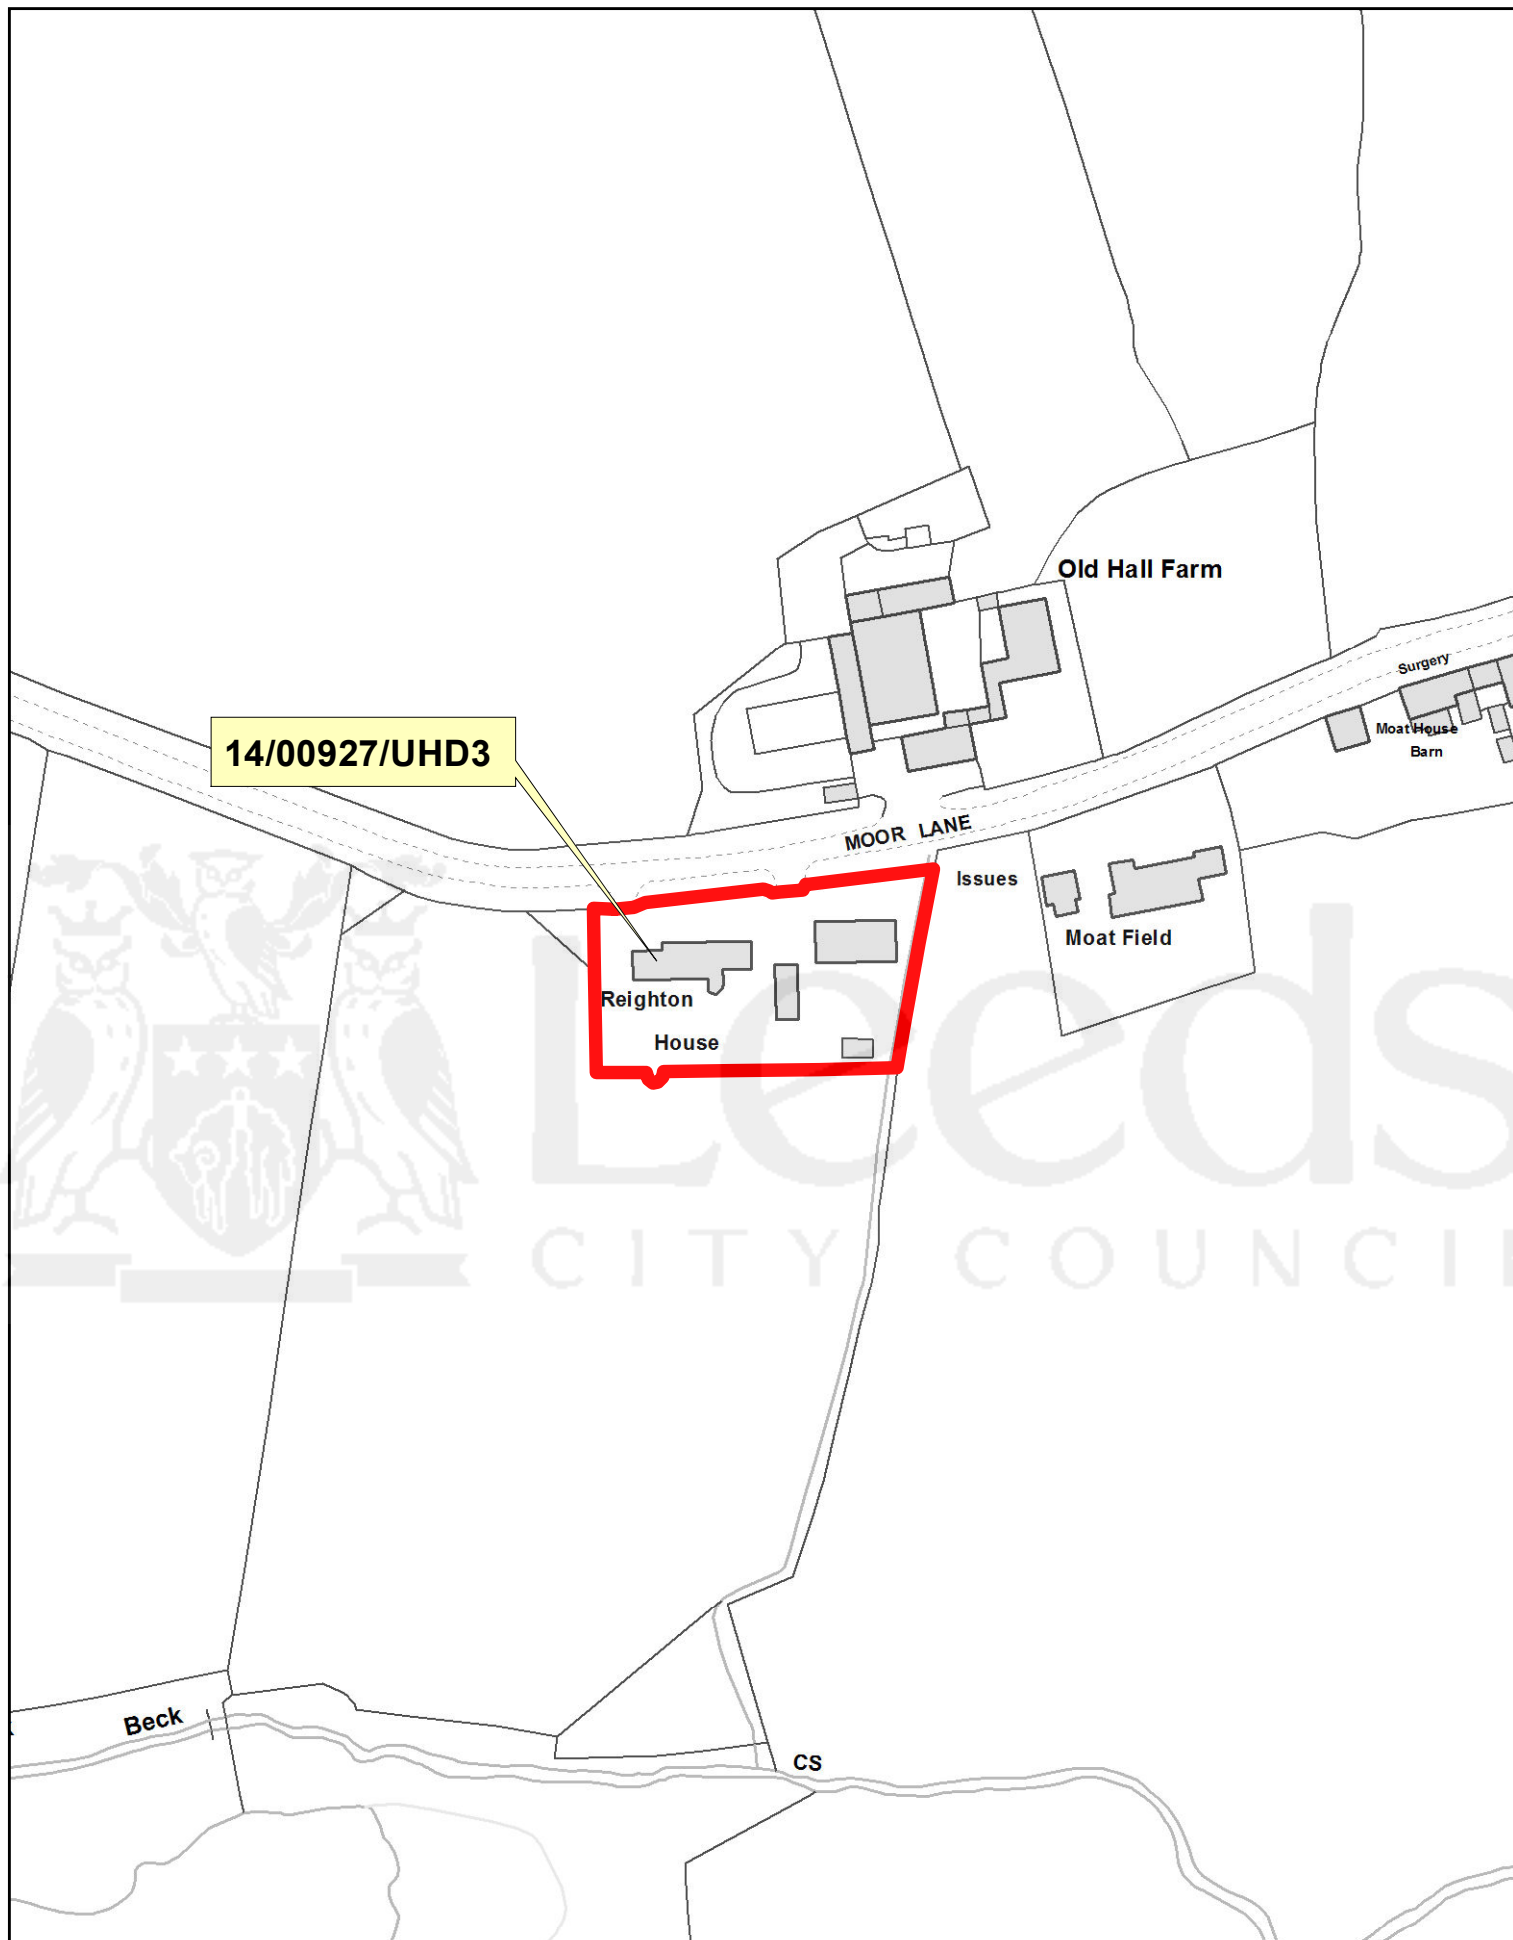 Old Hall Farm
Surgery
Moat House
Barn
14/00927/UHD3
MOOR LANE
Issues
Moat Field
Reighton
House
Leeds
CITY COUNCIL
Beck
CS